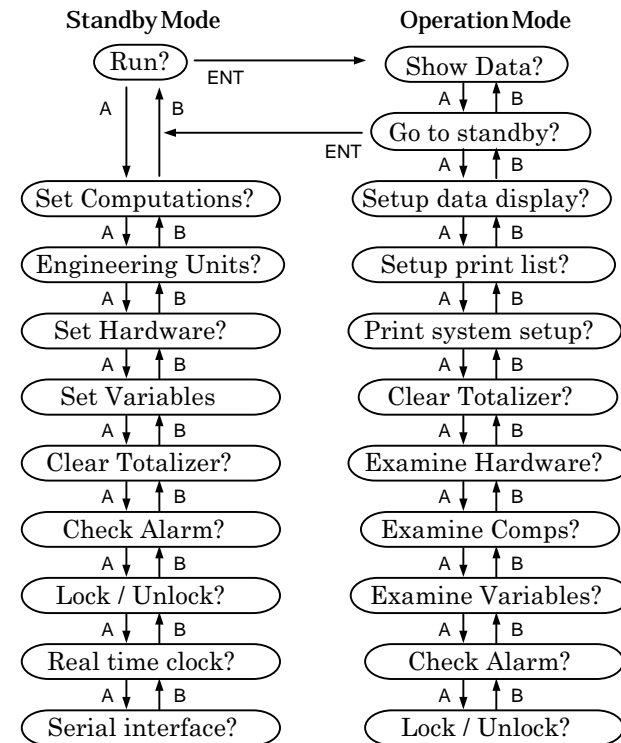 Standby Mode Operation Mode
Run? ENT Show Data?
A B A B
ENT Go to standby?
A B
Set Computations? Setup data display?
A B A B
Engineering Units? Setup print list?
A B A B
Set Hardware? Print system setup?
A B A B
Set Variables Clear Totalizer?
A B A B
Clear Totalizer? Examine Hardware?
A B A B
Check Alarm? Examine Comps?
A B A B
Lock / Unlock? Examine Variables?
A B A B
Real time clock? Check Alarm?
A B A B
Serial interface? Lock / Unlock?